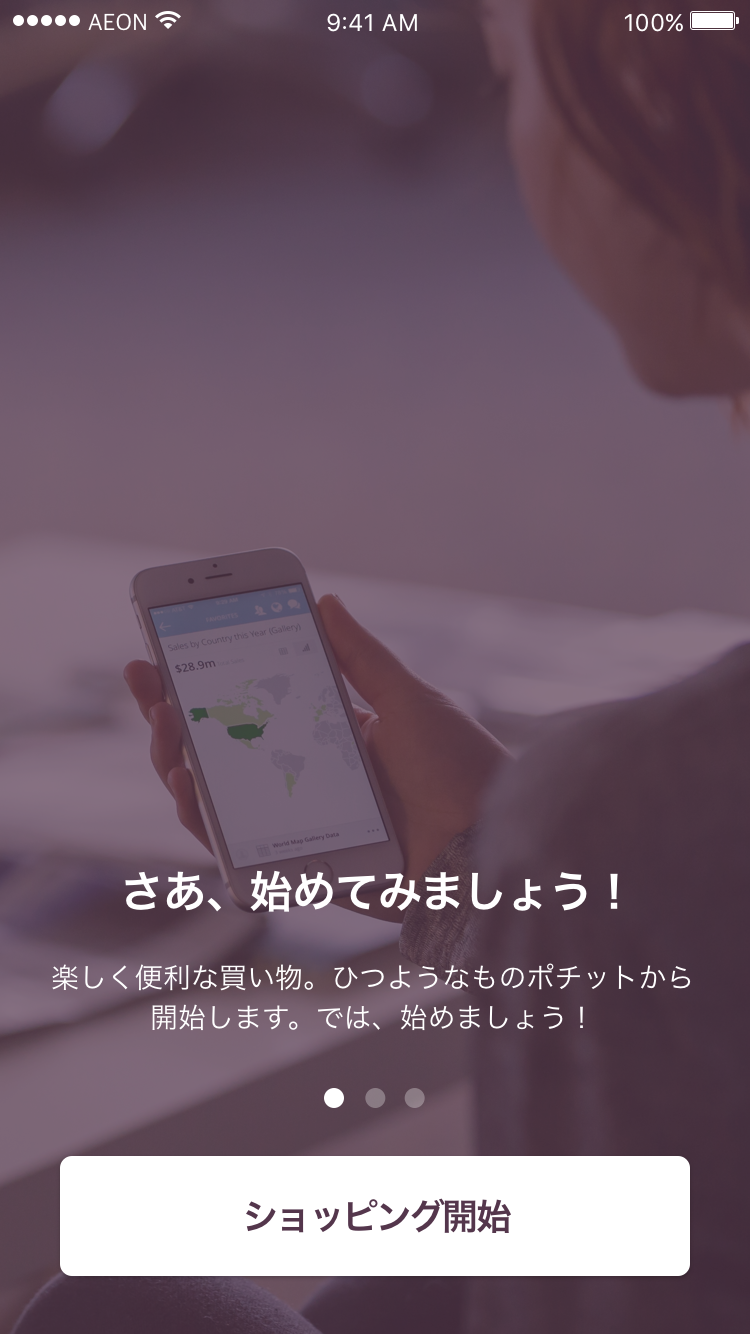 AEON 9:41 AM 100%
Sales by Country this Year (Gallery)
$28.9m
World Map Gallery Data
さあ、始めてみましょう！
楽しく便利な買い物。ひつようなものポチットから
開始します。では、始めましょう！
ショッピング開始